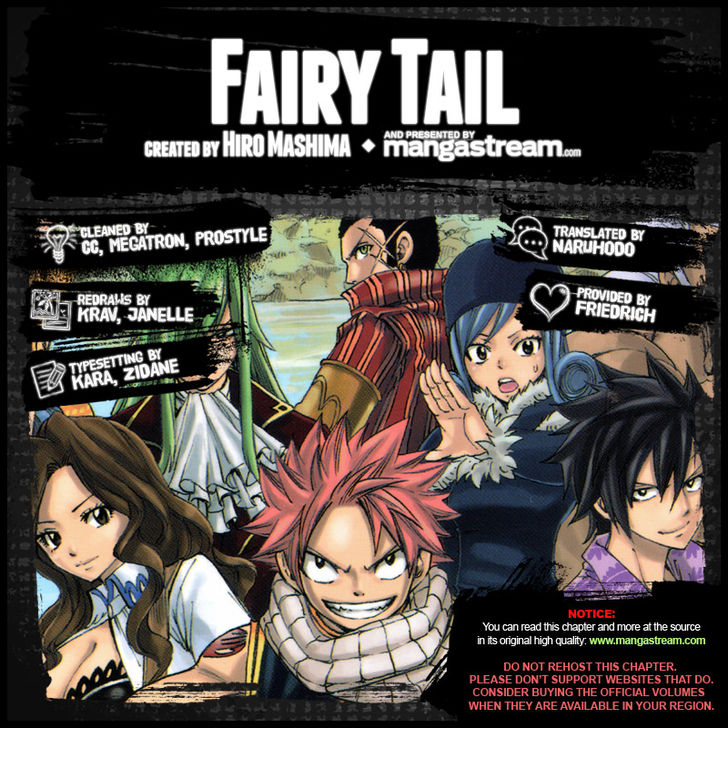 FAIRY TAIL
CREATED BY HIRO MASHIMA ◆ AND PRESENTED BY mangastream.com
CLEANED BY
CC, MEGATRON, PROSTYLE
TRANSLATED BY
NARUHODO
REDRAWS BY
KRAV, JANELLE
PROVIDED BY
FRIEDRICH
TYPESETTING BY
KARA, ZIDANE
NOTICE:
You can read this chapter and more at the source
in its original high quality: www.mangastream.com
DO NOT REHOST THIS CHAPTER.
PLEASE DON'T SUPPORT WEBSITES THAT DO.
CONSIDER BUYING THE OFFICIAL VOLUMES
WHEN THEY ARE AVAILABLE IN YOUR REGION.